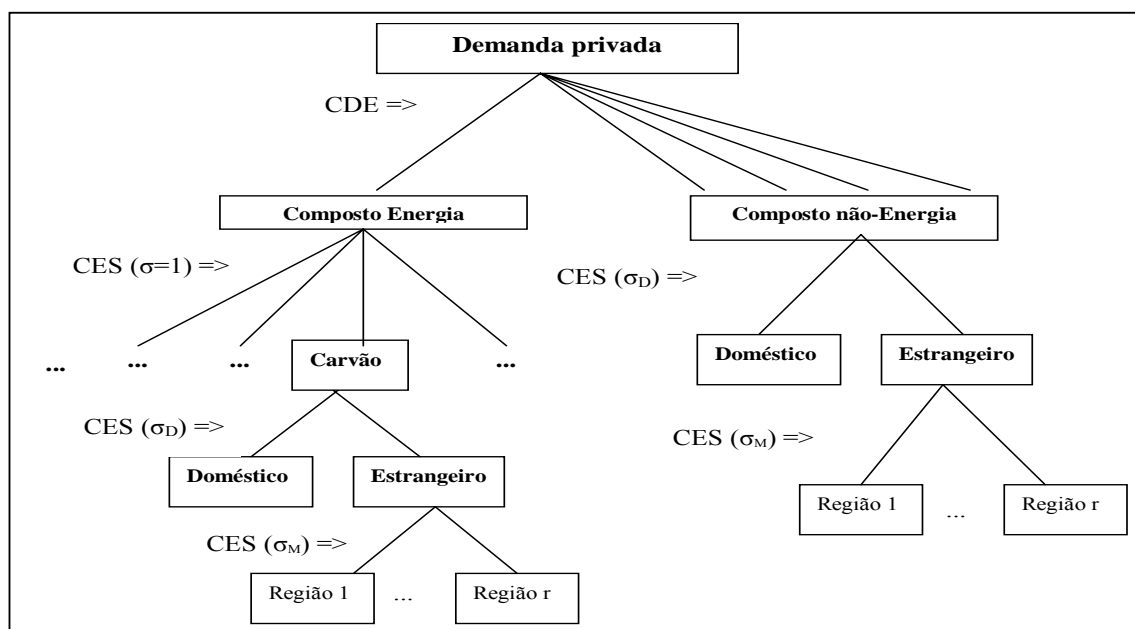 Demanda privada
CDE =>
Composto Energia
Composto não-Energia
CES (σ=1) =>
CES (σD) =>
... ... ... Carvão ...
Doméstico
Estrangeiro
CES (σD) =>
CES (σM) =>
Doméstico
Estrangeiro
Região 1 ... Região r
CES (σM) =>
Região 1 ... Região r